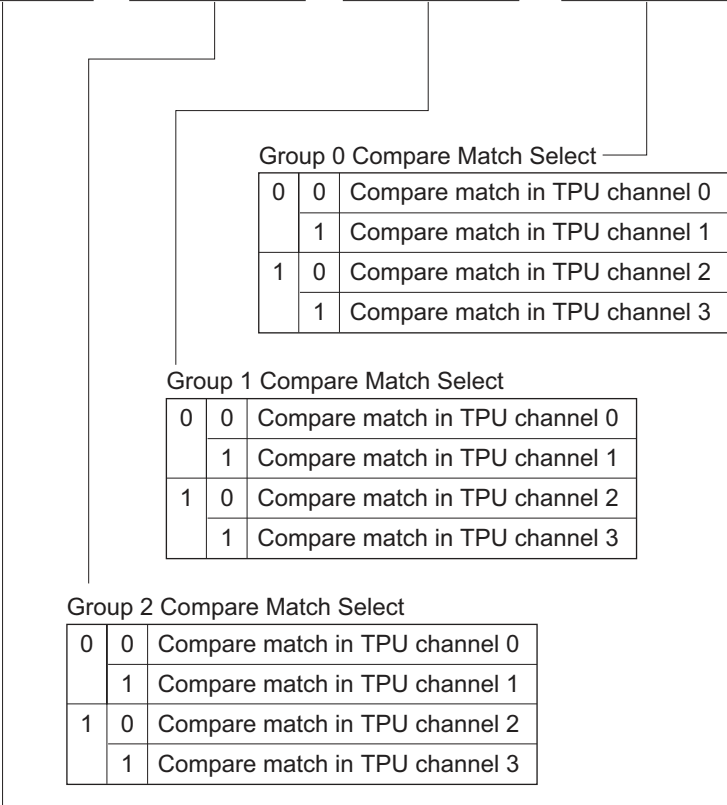 Group 0 Compare Match Select
0 0 Compare match in TPU channel 0
1 Compare match in TPU channel 1
1 0 Compare match in TPU channel 2
1 Compare match in TPU channel 3
Group 1 Compare Match Select
0 0 Compare match in TPU channel 0
1 Compare match in TPU channel 1
1 0 Compare match in TPU channel 2
1 Compare match in TPU channel 3
Group 2 Compare Match Select
0 0 Compare match in TPU channel 0
1 Compare match in TPU channel 1
1 0 Compare match in TPU channel 2
1 Compare match in TPU channel 3